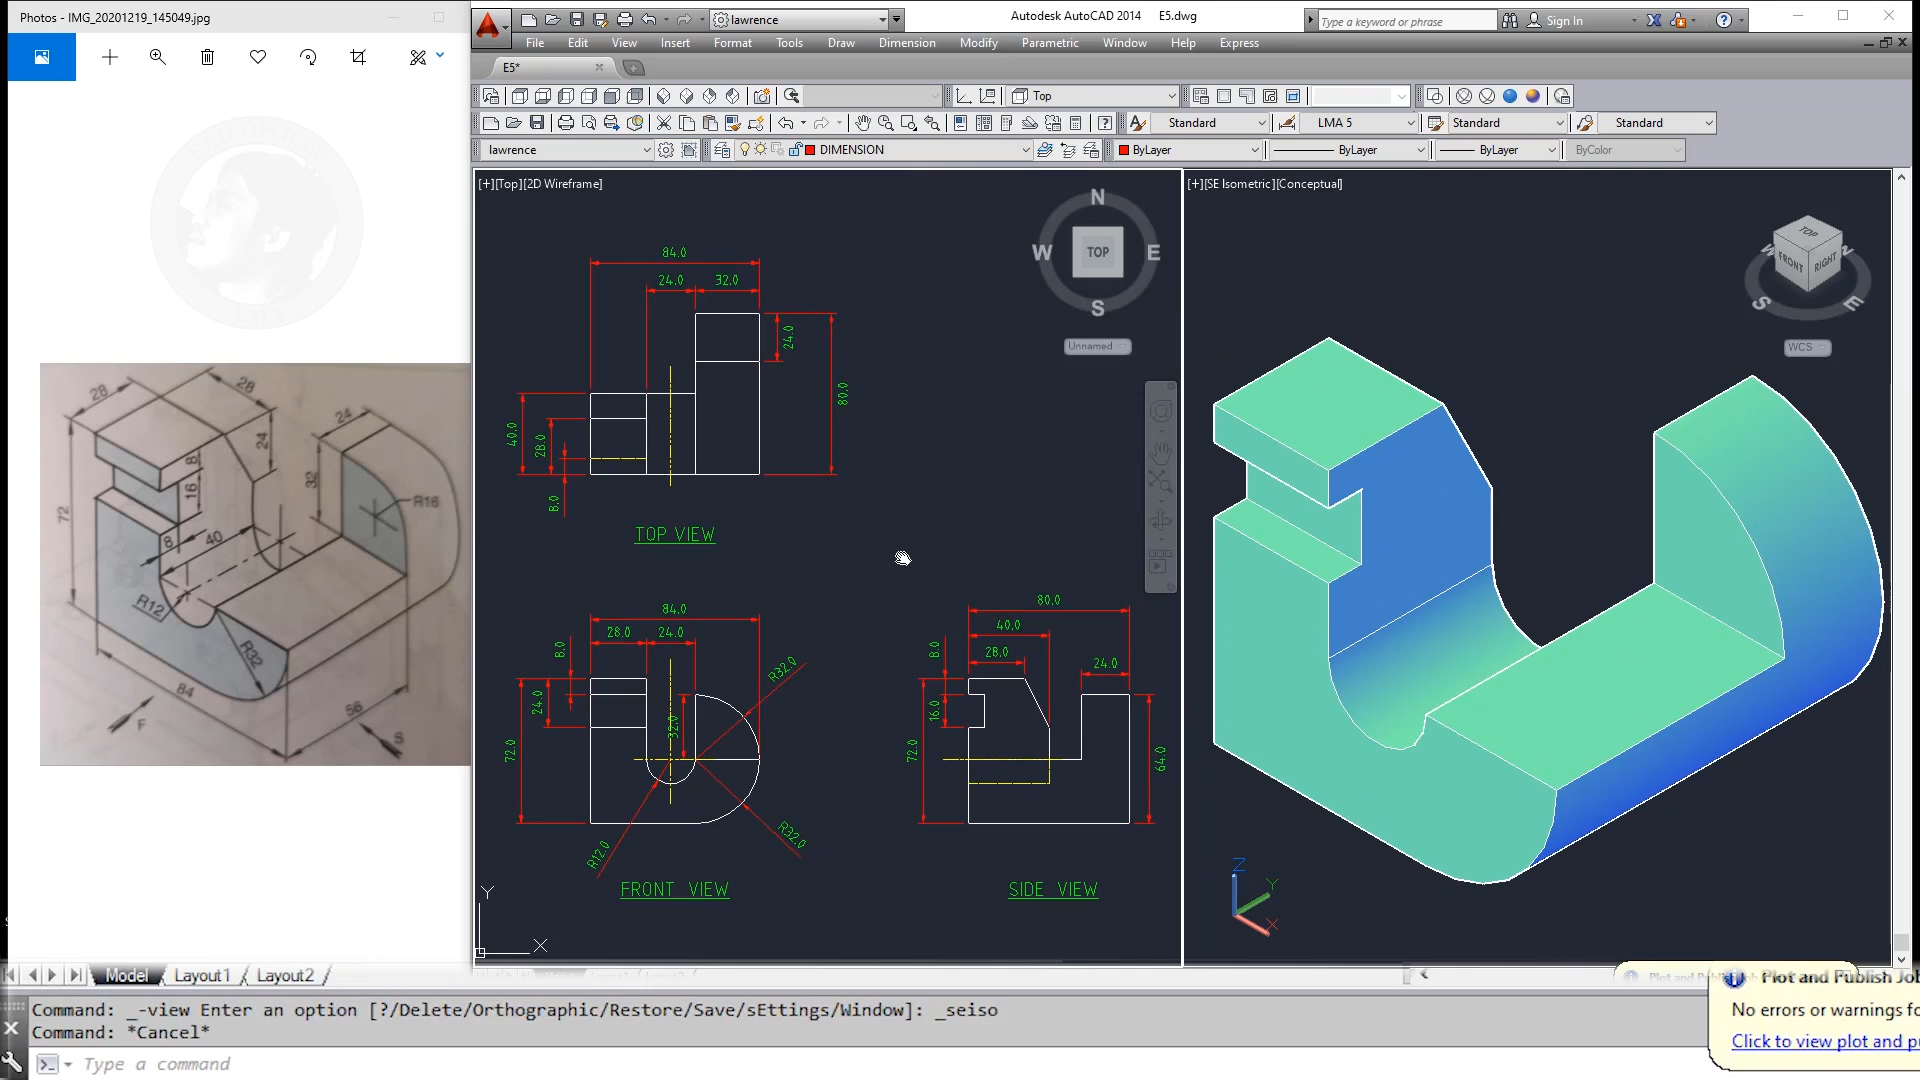 Photos - IMG_20201219_145049.jpg
lawrence
Autodesk AutoCAD 2014 E5.dwg
Type a keyword or phrase
Sign In
File Edit View Insert Format Tools Draw Dimension Modify Parametric Window Help Express
E5*
Top
Standard
LMA 5
Standard
Standard
lawrence
DIMENSION
ByLayer
ByLayer
ByLayer
ByColor
[+][Top][2D Wireframe]
[+][SE Isometric][Conceptual]
N
W TOP E
S
Unnamed
TOP
FRONT RIGHT
S E
WCS
84.0
24.0 32.0
24.0
80.0
40.0
28.0
8.0
TOP VIEW
84.0
28.0 24.0
8.0
24.0
72.0
32.0
R32.0
R32.0
R12.0
FRONT VIEW
80.0
40.0
28.0
24.0
8.0
16.0
72.0
64.0
SIDE VIEW
28
28
24
24
8
16
32
R16
72
8
40
R12
R32
84
56
F
S
Y
X
Z
Y
X
Model Layout1 Layout2
Command: _-view Enter an option [?/Delete/Orthographic/Restore/Save/sEttings/Window]: _seiso
Command: *Cancel*
Type a command
Plot and Publish Job
No errors or warnings fo
Click to view plot and pu